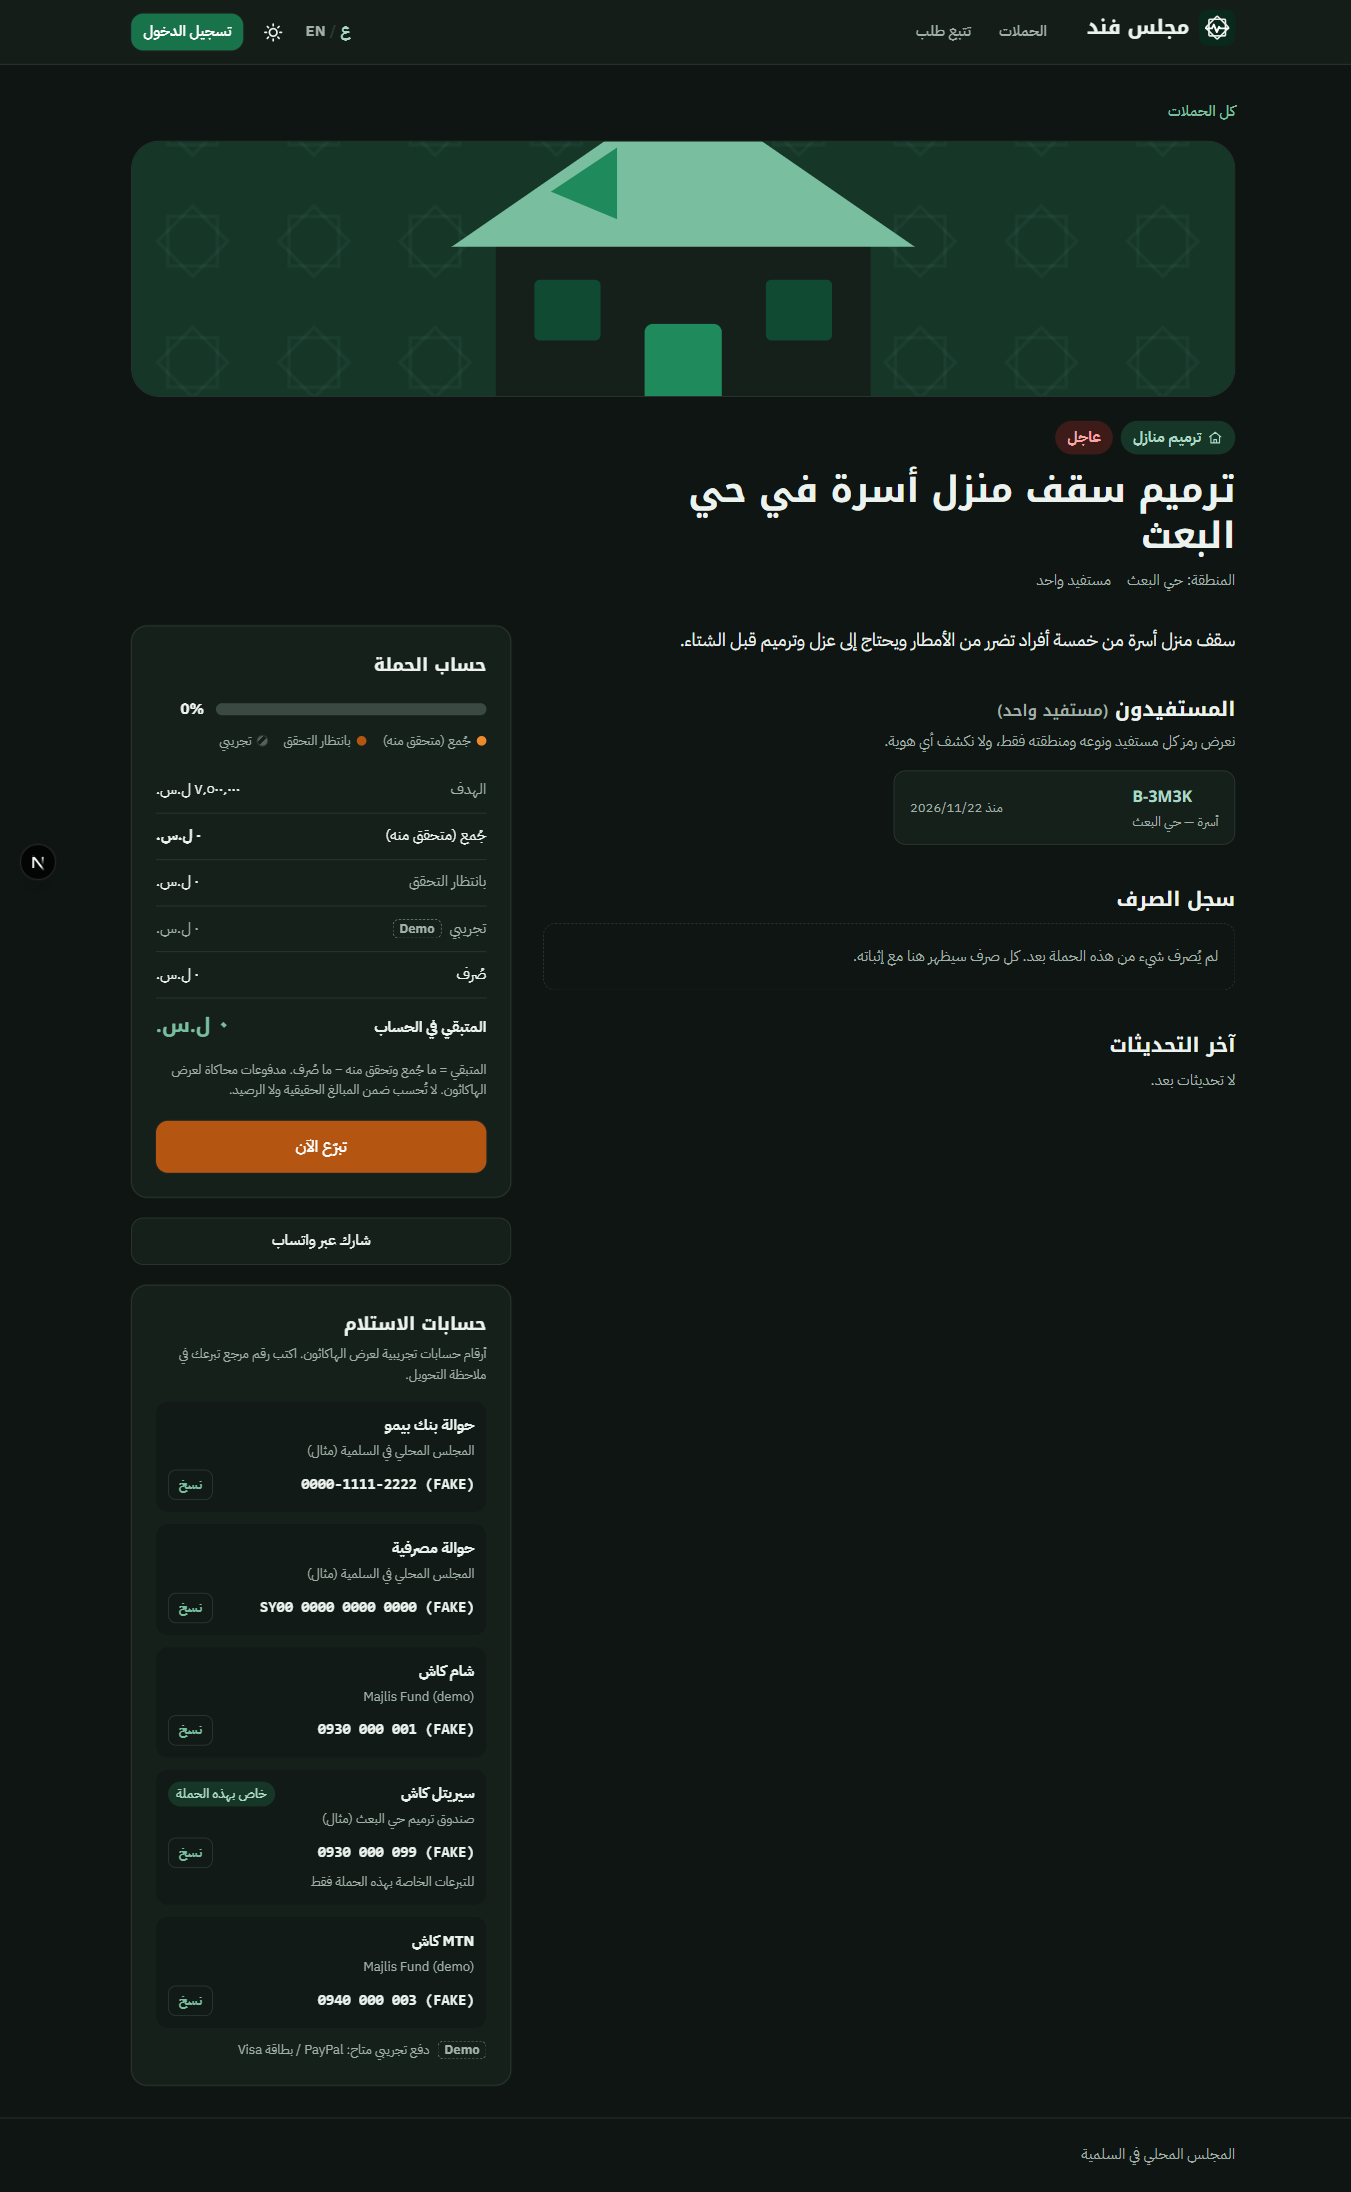 مجلس فند
الحملات
تتبع طلب
ع / EN
تسجيل الدخول
كل الحملات
ترميم منازل
عاجل
ترميم سقف منزل أسرة في حي
البعث
المنطقة: حي البعث
مستفيد واحد
سقف منزل أسرة من خمسة أفراد تضرر من الأمطار ويحتاج إلى عزل وترميم قبل الشتاء.
المستفيدون (مستفيد واحد)
نعرض رمز كل مستفيد ونوعه ومنطقته فقط، ولا نكشف أي هوية.
B-3M3K
أسرة — حي البعث
منذ 2026/11/22
سجل الصرف
لم يُصرف شيء من هذه الحملة بعد. كل صرف سيظهر هنا مع إثباته.
آخر التحديثات
لا تحديثات بعد.
حساب الحملة
0%
جُمع (متحقق منه)
بانتظار التحقق
تجريبي
الهدف
٧,٥٠٠,٠٠٠ ل.س.
جُمع (متحقق منه)
٠ ل.س.
بانتظار التحقق
٠ ل.س.
تجريبي Demo
٠ ل.س.
صُرف
٠ ل.س.
المتبقي في الحساب
٠ ل.س.
المتبقي = ما جُمع وتحقق منه − ما صُرف. مدفوعات محاكاة لعرض
الهاكاثون. لا تُحسب ضمن المبالغ الحقيقية ولا الرصيد.
تبرّع الآن
شارك عبر واتساب
حسابات الاستلام
أرقام حسابات تجريبية لعرض الهاكاثون. اكتب رقم مرجع تبرعك في
ملاحظة التحويل.
حوالة بنك بيمو
المجلس المحلي في السلمية (مثال)
0000-1111-2222 (FAKE)
نسخ
حوالة مصرفية
المجلس المحلي في السلمية (مثال)
SY00 0000 0000 0000 (FAKE)
نسخ
شام كاش
Majlis Fund (demo)
0930 000 001 (FAKE)
نسخ
سيريتل كاش
خاص بهذه الحملة
صندوق ترميم حي البعث (مثال)
0930 000 099 (FAKE)
نسخ
للتبرعات الخاصة بهذه الحملة فقط
MTN كاش
Majlis Fund (demo)
0940 000 003 (FAKE)
نسخ
Demo دفع تجريبي متاح: PayPal / بطاقة Visa
المجلس المحلي في السلمية
N